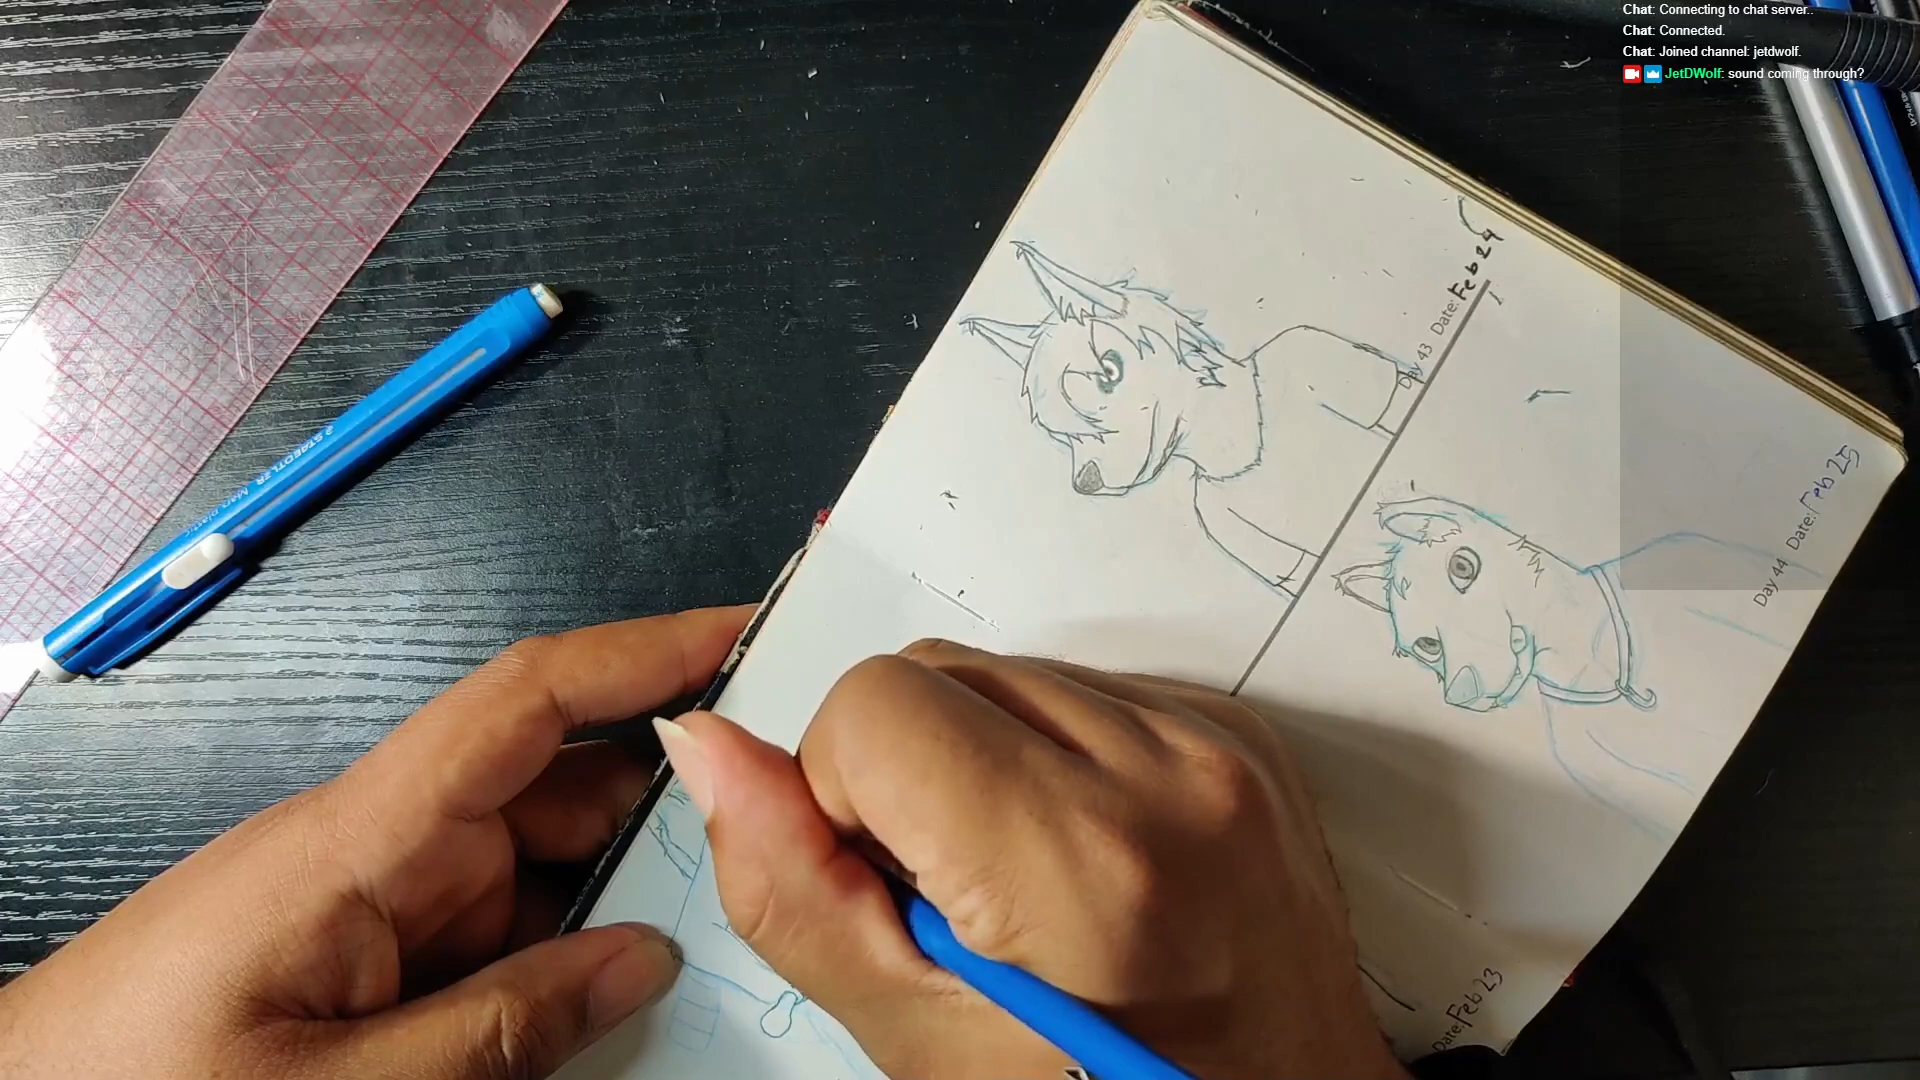 Chat: Connecting to chat server..
Chat: Connected.
Chat: Joined channel: jetdwolf.
JetDWolf: sound coming through?
Day 43 Date: Feb 24
Day 44 Date: Feb 25
Date: Feb 23
STAEDTLER Mars plastic